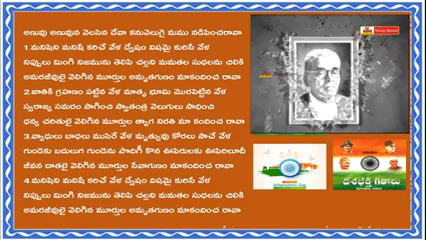 అణువు అణువున వెలసిన దేవా కనువెలుగై మము నడిపించరావా
1.మనిషిని మనిషే కరిచే వేళ ద్వేషం విషమై కురిసే వేళ
నిప్పులు మింగి నిజమును తెలిపి చల్లని మమతల సుధలను చిలికి
అమరజీవులై వెలిగిన మూర్తుల అమృతగుణం మాకందించ రావా
2.జాతికి గ్రహణం పట్టిన వేళ మాతృ భూమి మొరపెట్టిన వేళ
స్వరాజ్య సమరం సాగించి స్వాతంత్ర వెలుగులు సాధించి
ధన్య చరితులై వెలిగిన మూర్తుల త్యాగ నిరతి మా కందించ రావా
3.వ్యాధులు బాధలు ముసిరే వేళ మృత్యువు కోరలు సాచే వేళ
గుండెకు బదులుగ గుండెను పొదిగీ కొన ఊపిరులకు ఊపిరిలూదీ
జీవన దాతలై వెలిగిన మూర్తుల సేవాగుణం మాకందించ రావా
4.మనిషిని మనిషే కరిచే వేళ ద్వేషం విషమై కురిసే వేళ
నిప్పులు మింగి నిజమును తెలిపి చల్లని మమతల సుధలను చిలికి
అమరజీవులై వెలిగిన మూర్తుల అమృతగుణం మాకందించ రావా
దేశభక్తి గీతాలు